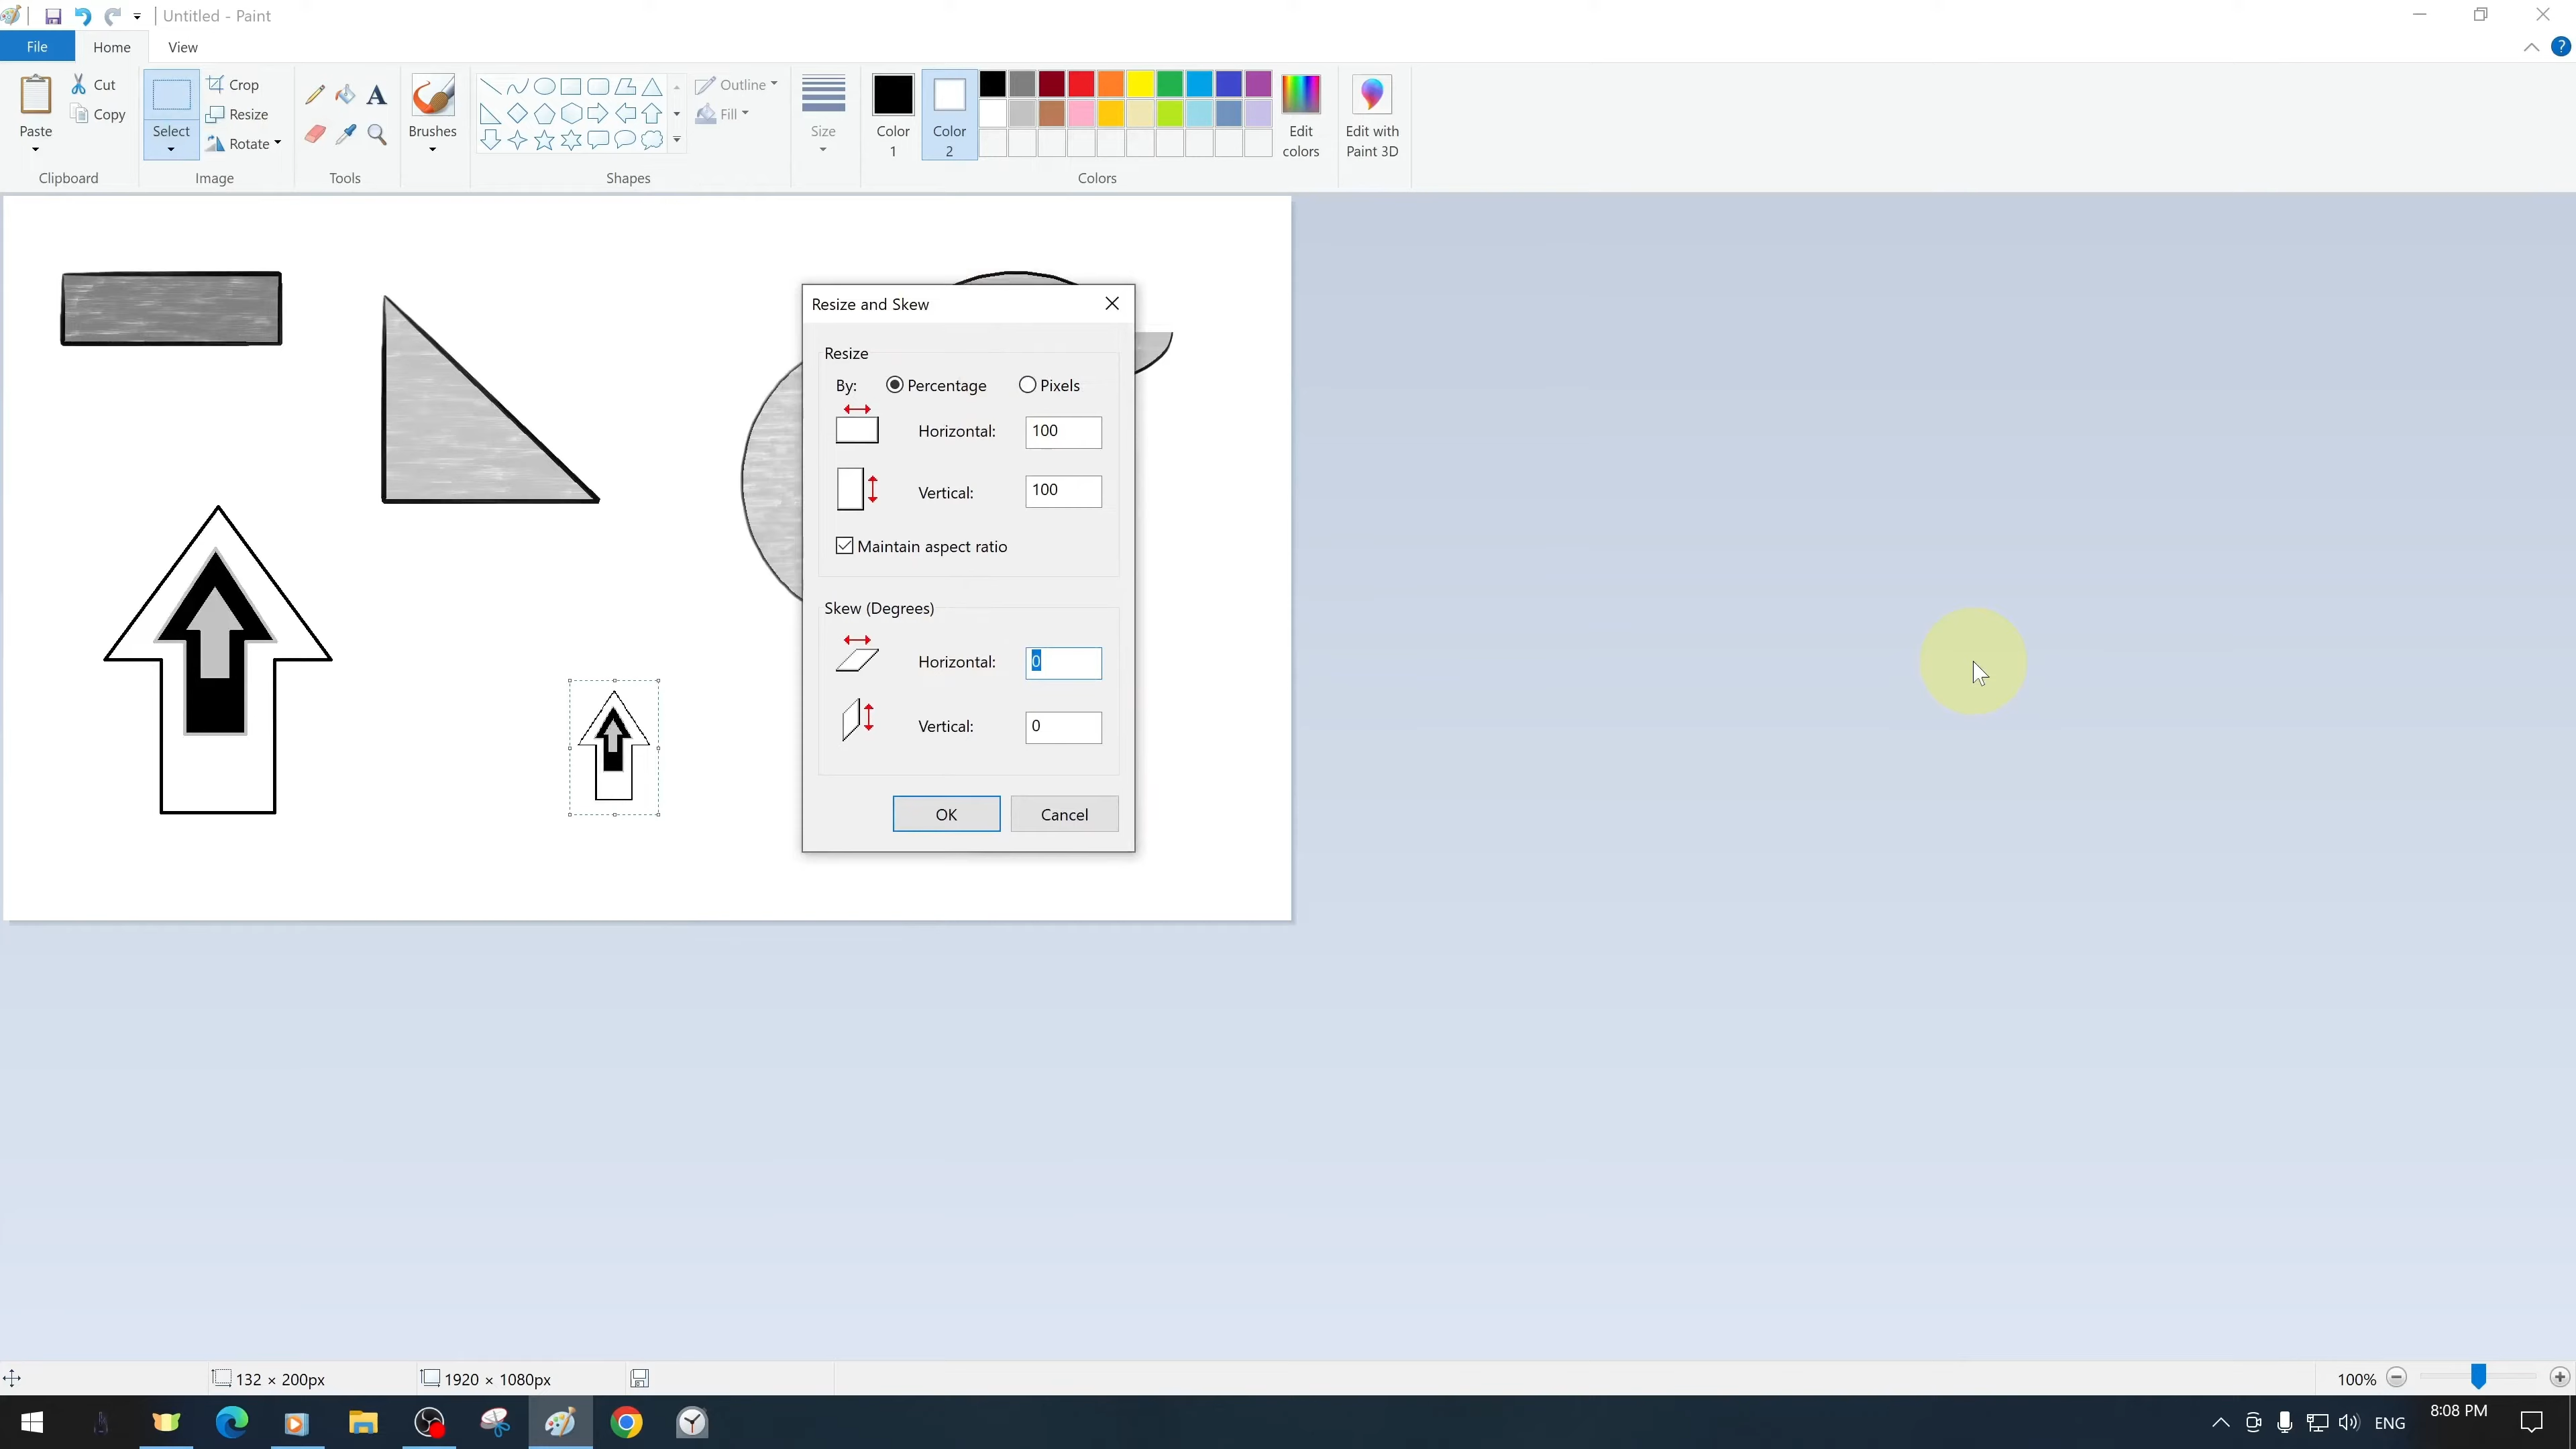 Untitled - Paint
File
Home
View
Paste
Cut
Copy
Clipboard
Select
Crop
Resize
Rotate
Image
Tools
Brushes
Shapes
Outline
Fill
Size
Color
1
Color
2
Colors
Edit
colors
Edit with
Paint 3D
Resize and Skew
Resize
By:
Percentage
Pixels
Horizontal:
100
Vertical:
100
Maintain aspect ratio
Skew (Degrees)
Horizontal:
0
Vertical:
0
OK
Cancel
132 × 200px
1920 × 1080px
100%
ENG
8:08 PM